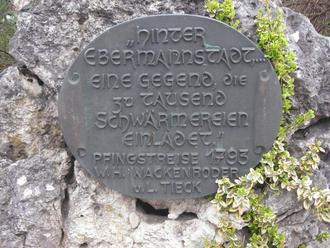 „HINTER
EBERMANNSTADT,...
EINE GEGEND, DIE
ZU TAUSEND
SCHWÄRMEREIEN
EINLADET."
PFINGSTREISE 1793
W.H. WACKENRODER
u. L. TIECK